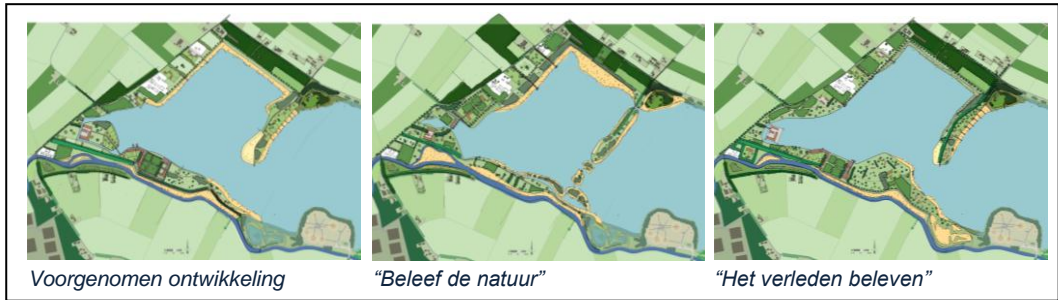 Voorgenomen ontwikkeling
“Beleef de natuur”
“Het verleden beleven”